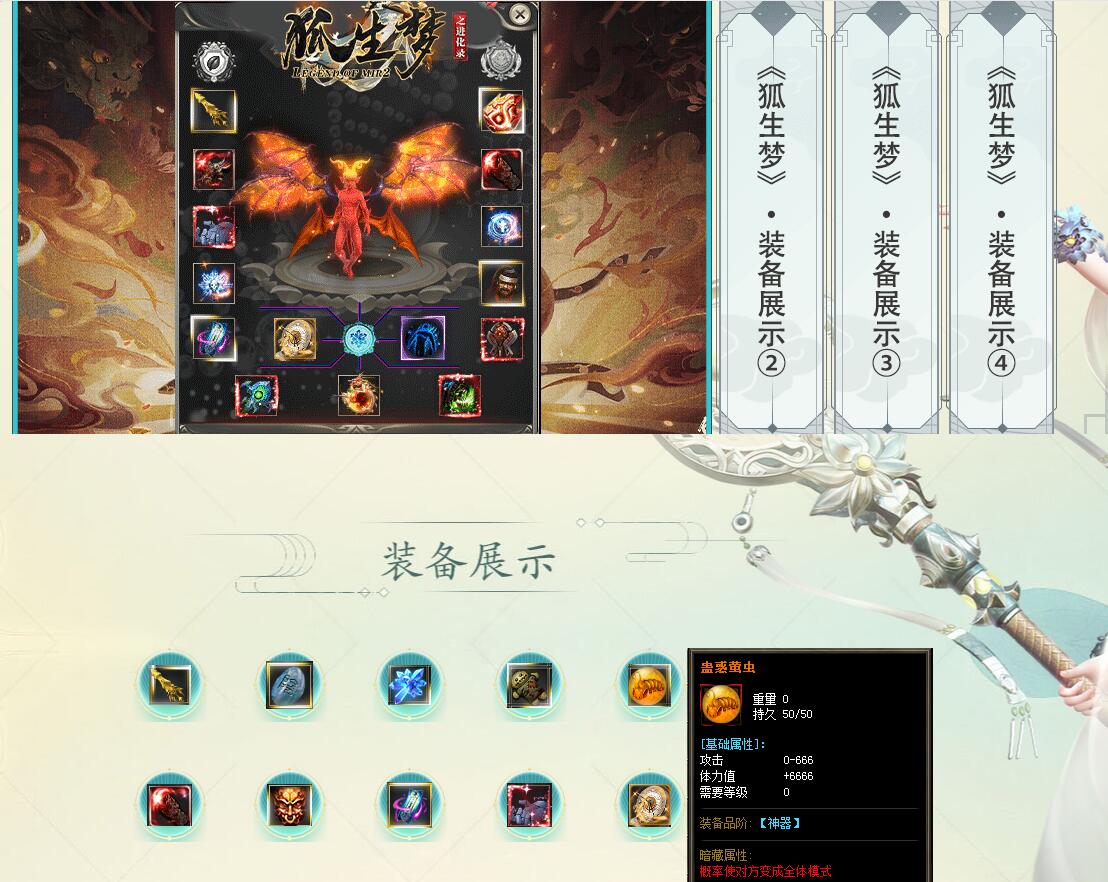 狐生梦
之进化录
LEGEND OF MIR2
《狐生梦》·装备展示②
《狐生梦》·装备展示③
《狐生梦》·装备展示④
装备展示
蛊惑萤虫
重量 0
持久 50/50
[基础属性]:
攻击 0-666
体力值 +6666
需要等级 0
装备品阶:【神器】
暗藏属性:
概率使对方变成全体模式